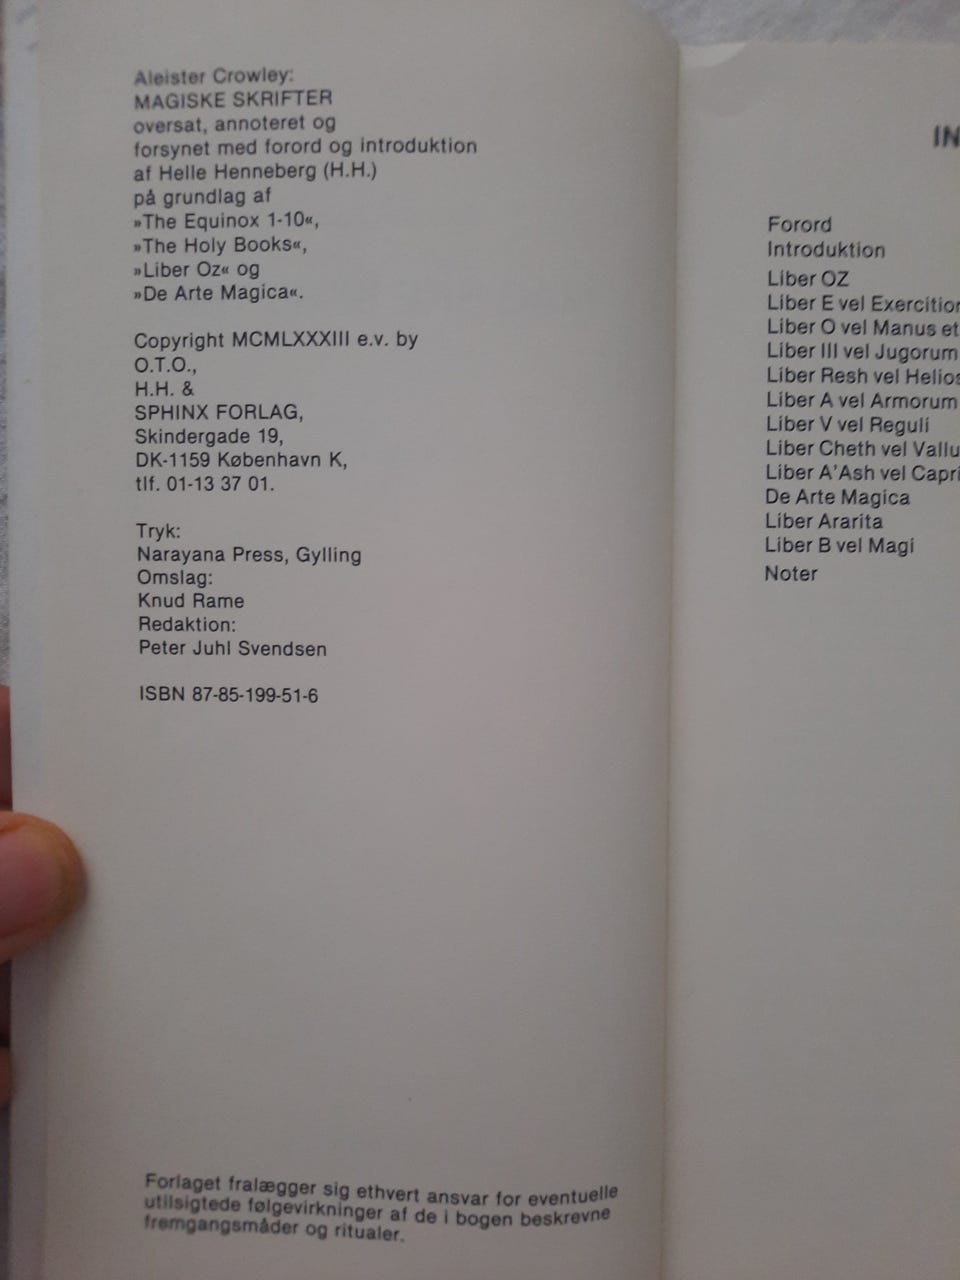 Aleister Crowley:
MAGISKE SKRIFTER
oversat, annoteret og
forsynet med forord og introduktion
af Helle Henneberg (H.H.)
på grundlag af
»The Equinox 1-10«,
»The Holy Books«,
»Liber Oz« og
»De Arte Magica«.
Copyright MCMLXXXIII e.v. by
O.T.O.,
H.H. &
SPHINX FORLAG,
Skindergade 19,
DK-1159 København K,
tlf. 01-13 37 01.
Tryk:
Narayana Press, Gylling
Omslag:
Knud Rame
Redaktion:
Peter Juhl Svendsen
ISBN 87-85-199-51-6
Forlaget fralægger sig ethvert ansvar for eventuelle
utilsigtede følgevirkninger af de i bogen beskrevne
fremgangsmåder og ritualer.
IN
Forord
Introduktion
Liber OZ
Liber E vel Exercition
Liber O vel Manus et
Liber III vel Jugorum
Liber Resh vel Helios
Liber A vel Armorum
Liber V vel Reguli
Liber Cheth vel Vallu
Liber A'Ash vel Capri
De Arte Magica
Liber Ararita
Liber B vel Magi
Noter